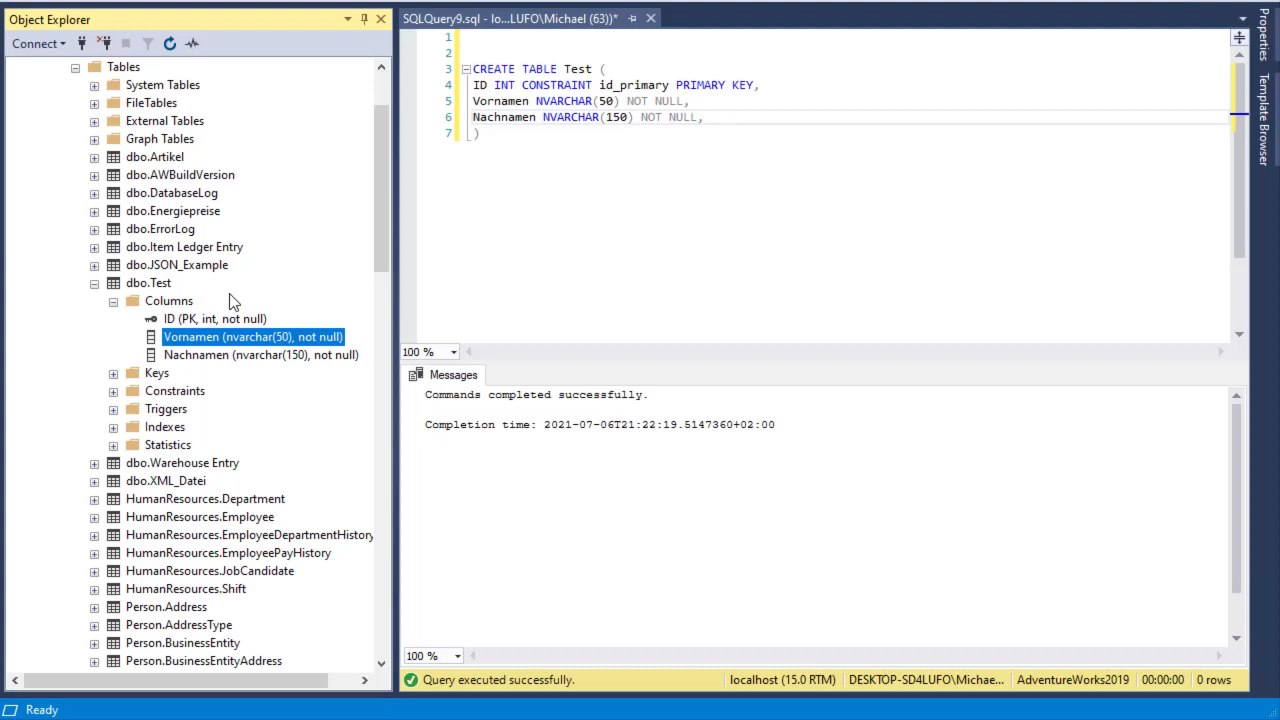 Object Explorer
Connect
Tables
System Tables
FileTables
External Tables
Graph Tables
dbo.Artikel
dbo.AWBuildVersion
dbo.DatabaseLog
dbo.Energiepreise
dbo.ErrorLog
dbo.Item Ledger Entry
dbo.JSON_Example
dbo.Test
Columns
ID (PK, int, not null)
Vornamen (nvarchar(50), not null)
Nachnamen (nvarchar(150), not null)
Keys
Constraints
Triggers
Indexes
Statistics
dbo.Warehouse Entry
dbo.XML_Datei
HumanResources.Department
HumanResources.Employee
HumanResources.EmployeeDepartmentHistory
HumanResources.EmployeePayHistory
HumanResources.JobCandidate
HumanResources.Shift
Person.Address
Person.AddressType
Person.BusinessEntity
Person.BusinessEntityAddress
SQLQuery9.sql - lo...LUFO\Michael (63))*
1
2
3 CREATE TABLE Test (
4 ID INT CONSTRAINT id_primary PRIMARY KEY,
5 Vornamen NVARCHAR(50) NOT NULL,
6 Nachnamen NVARCHAR(150) NOT NULL,
7 )
100 %
Messages
Commands completed successfully.
Completion time: 2021-07-06T21:22:19.5147360+02:00
100 %
Query executed successfully. localhost (15.0 RTM) DESKTOP-SD4LUFO\Michae... AdventureWorks2019 00:00:00 0 rows
Properties
Template Browser
Ready